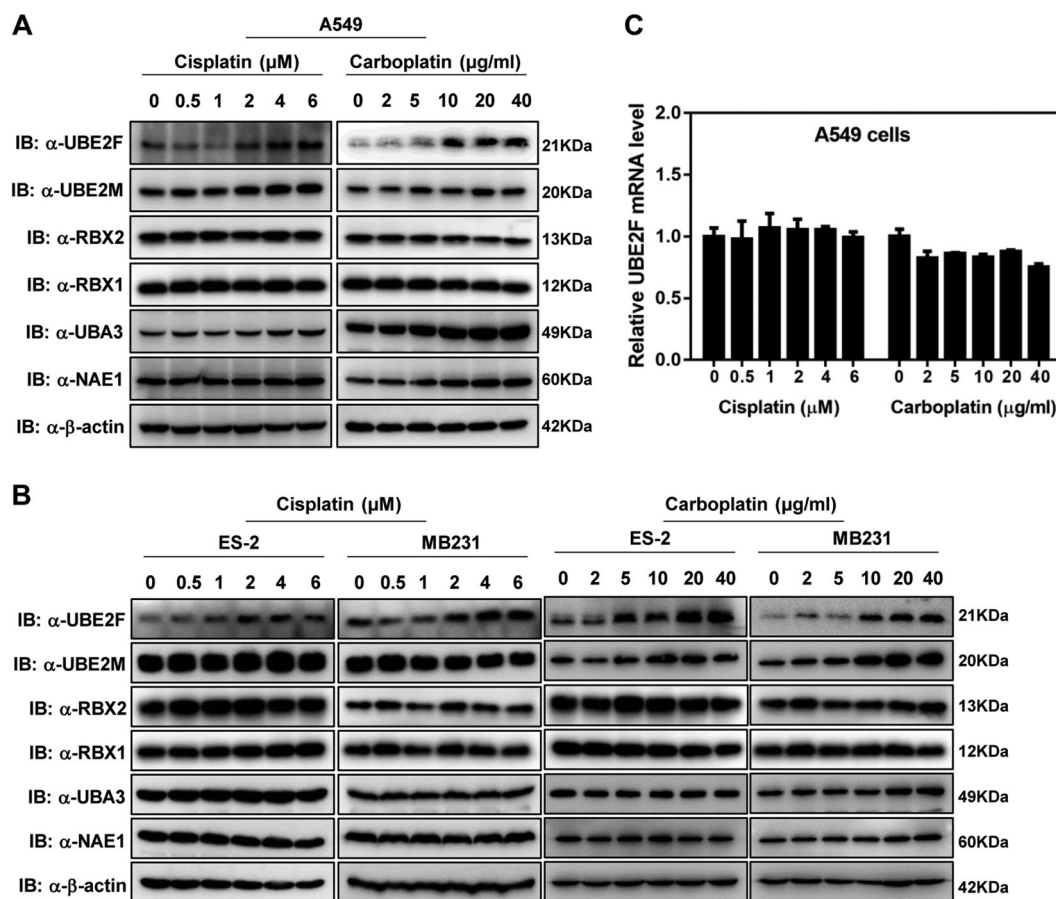 A
A549
Cisplatin (µM)
Carboplatin (µg/ml)
0 0.5 1 2 4 6
0 2 5 10 20 40
IB: α-UBE2F
21KDa
IB: α-UBE2M
20KDa
IB: α-RBX2
13KDa
IB: α-RBX1
12KDa
IB: α-UBA3
49KDa
IB: α-NAE1
60KDa
IB: α-β-actin
42KDa
C
Relative UBE2F mRNA level
2.0
1.5
1.0
0.5
0.0
A549 cells
0 0.5 1 2 4 6
0 2 5 10 20 40
Cisplatin (µM)
Carboplatin (µg/ml)
B
Cisplatin (µM)
Carboplatin (µg/ml)
ES-2
MB231
ES-2
MB231
0 0.5 1 2 4 6
0 0.5 1 2 4 6
0 2 5 10 20 40
0 2 5 10 20 40
IB: α-UBE2F
21KDa
IB: α-UBE2M
20KDa
IB: α-RBX2
13KDa
IB: α-RBX1
12KDa
IB: α-UBA3
49KDa
IB: α-NAE1
60KDa
IB: α-β-actin
42KDa